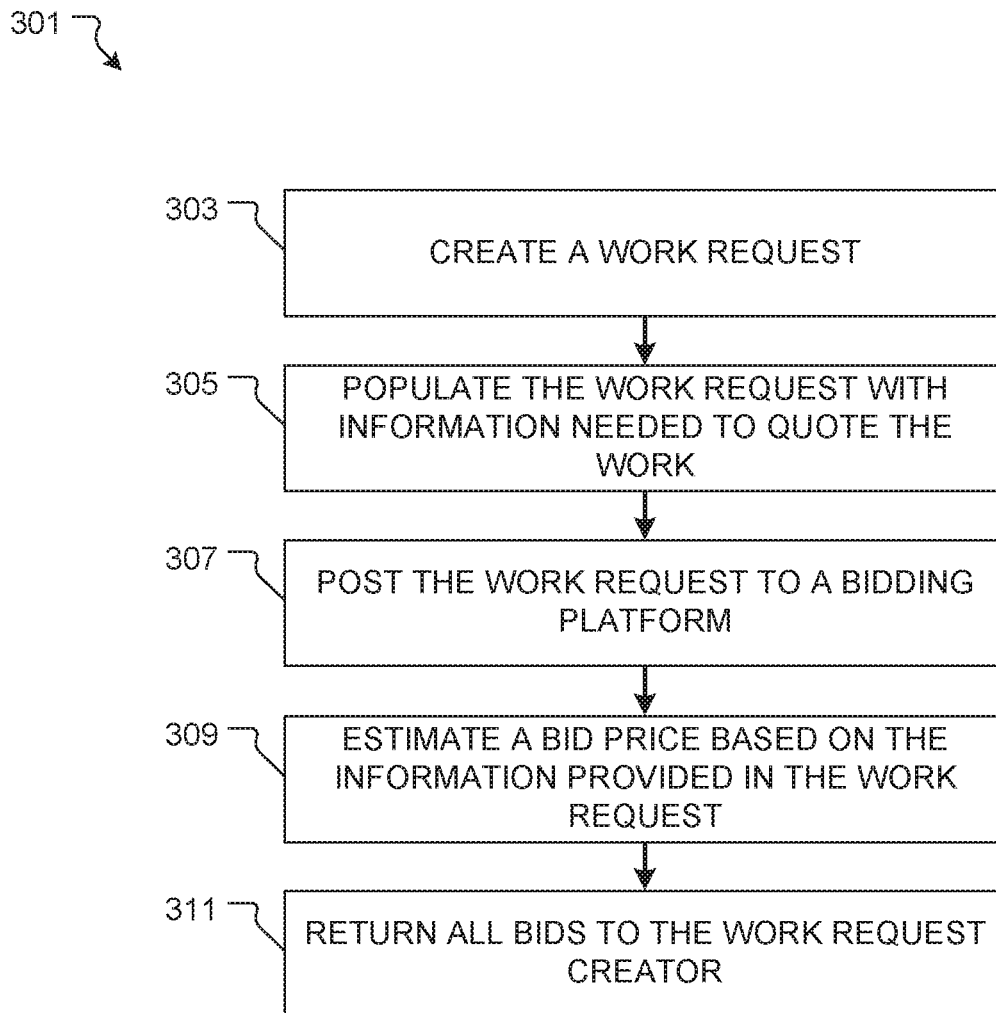 301
303
CREATE A WORK REQUEST
305
POPULATE THE WORK REQUEST WITH
INFORMATION NEEDED TO QUOTE THE
WORK
307
POST THE WORK REQUEST TO A BIDDING
PLATFORM
309
ESTIMATE A BID PRICE BASED ON THE
INFORMATION PROVIDED IN THE WORK
REQUEST
311
RETURN ALL BIDS TO THE WORK REQUEST
CREATOR